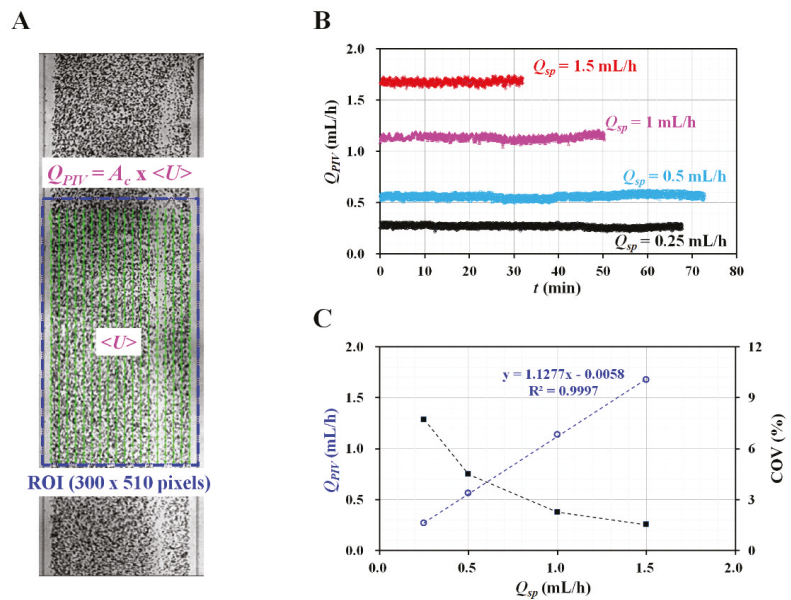 A
Q_PIV = A_c x <U>
<U>
ROI (300 x 510 pixels)
B
2.0
1.5
1.0
0.5
0.0
Q_PIV (mL/h)
Q_sp = 1.5 mL/h
Q_sp = 1 mL/h
Q_sp = 0.5 mL/h
Q_sp = 0.25 mL/h
0 10 20 30 40 50 60 70 80
t (min)
C
2.0
1.5
1.0
0.5
0.0
Q_PIV (mL/h)
y = 1.1277x - 0.0058
R² = 0.9997
12
9
6
3
0
COV (%)
0.0 0.5 1.0 1.5 2.0
Q_sp (mL/h)